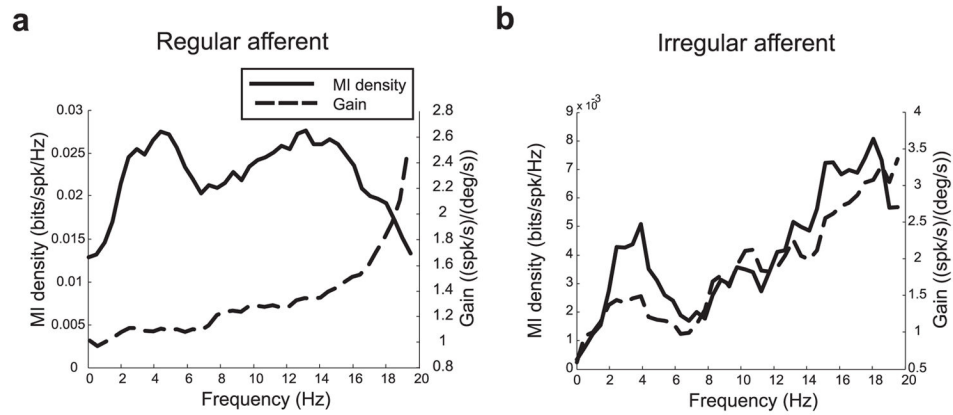 a
Regular afferent
MI density
Gain
MI density (bits/spk/Hz)
0.03
0.025
0.02
0.015
0.01
0.005
0
2.8
2.6
2.4
2.2
2
1.8
1.6
1.4
1.2
1
0.8
Gain ((spk/s)/(deg/s))
0 2 4 6 8 10 12 14 16 18 20
Frequency (Hz)
b
Irregular afferent
× 10⁻³
MI density (bits/spk/Hz)
9
8
7
6
5
4
3
2
1
0
4
3.5
3
2.5
2
1.5
1
0.5
Gain ((spk/s)/(deg/s))
0 2 4 6 8 10 12 14 16 18 20
Frequency (Hz)